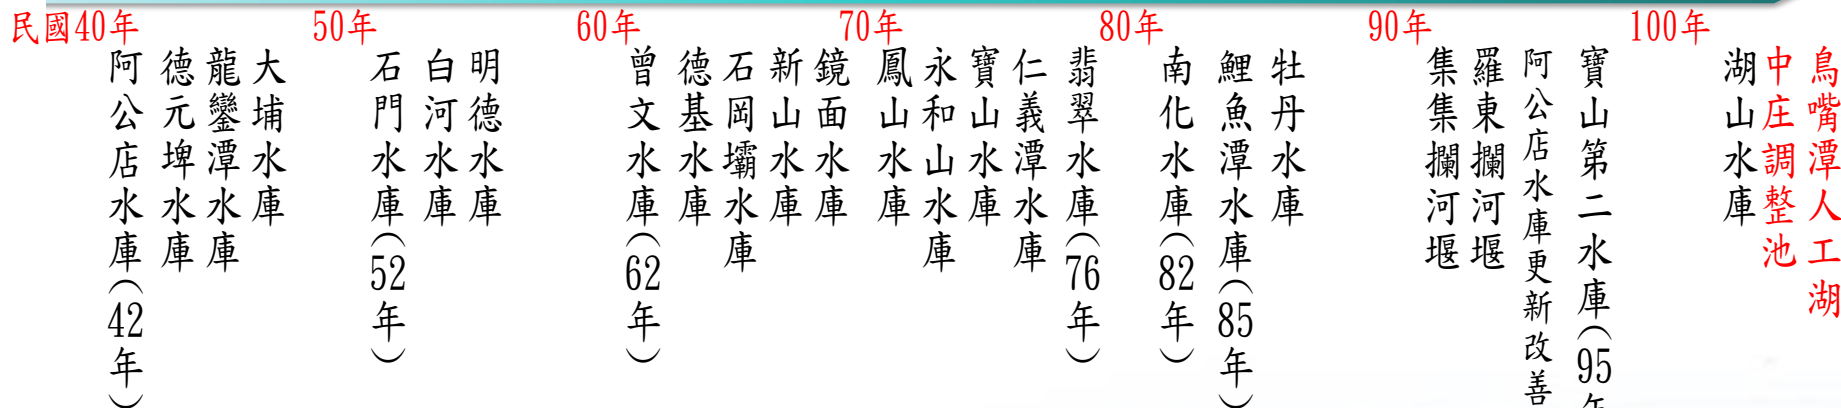 民國40年
50年
60年
70年
80年
90年
100年
阿公店水庫(42年)
德元埤水庫
龍鑾潭水庫
大埔水庫
石門水庫(52年)
白河水庫
明德水庫
曾文水庫(62年)
德基水庫
石岡壩水庫
新山水庫
鏡面水庫
鳳山水庫
永和山水庫
寶山水庫
仁義潭水庫
翡翠水庫(76年)
南化水庫(82年)
鯉魚潭水庫(85年)
牡丹水庫
集集攔河堰
羅東攔河堰
阿公店水庫更新改善
寶山第二水庫(95年
湖山水庫
中庄調整池
鳥嘴潭人工湖